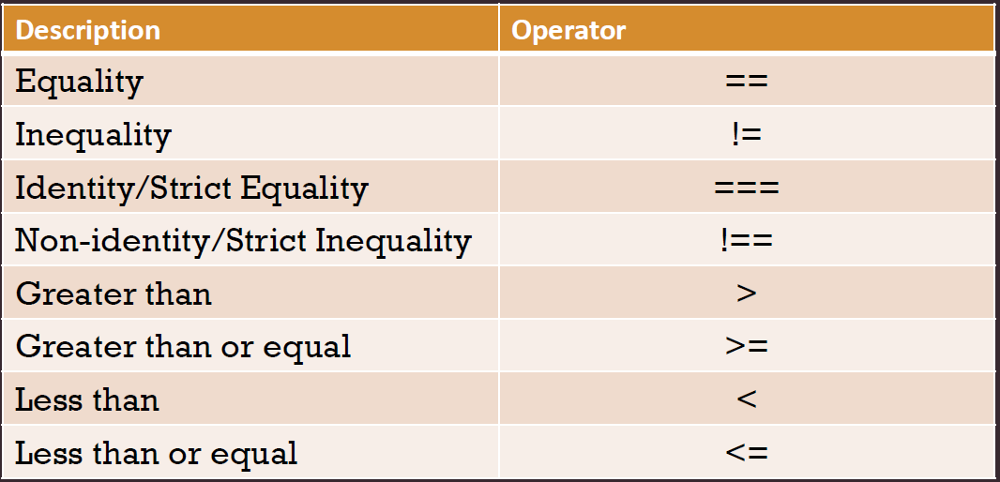 Description Operator
Equality ==
Inequality !=
Identity/Strict Equality ===
Non-identity/Strict Inequality !==
Greater than >
Greater than or equal >=
Less than <
Less than or equal <=